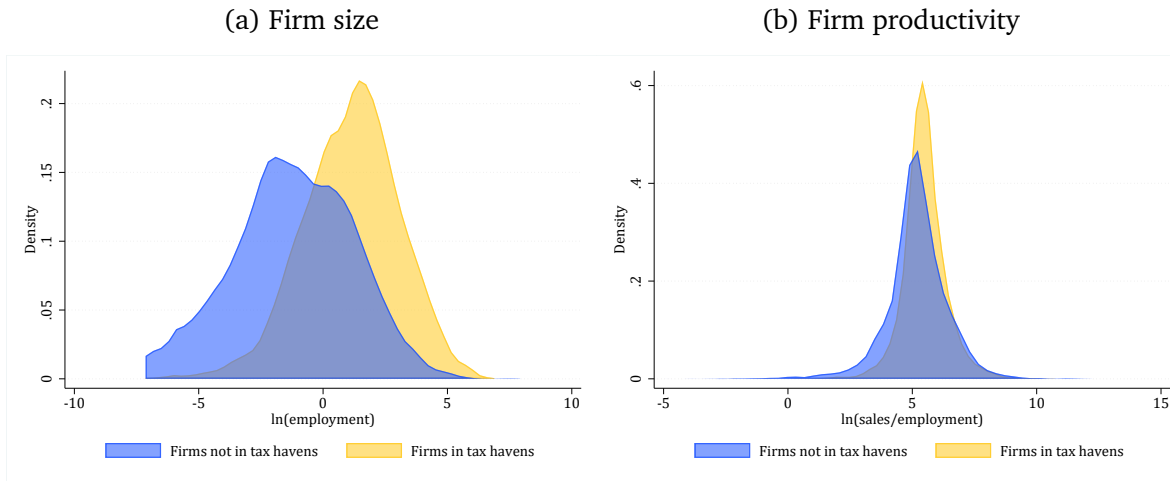 (a) Firm size
(b) Firm productivity
Density
.2
.15
.1
.05
0
-10 -5 0 5 10
ln(employment)
Firms not in tax havens Firms in tax havens
Density
.6
.4
.2
0
-5 0 5 10 15
ln(sales/employment)
Firms not in tax havens Firms in tax havens